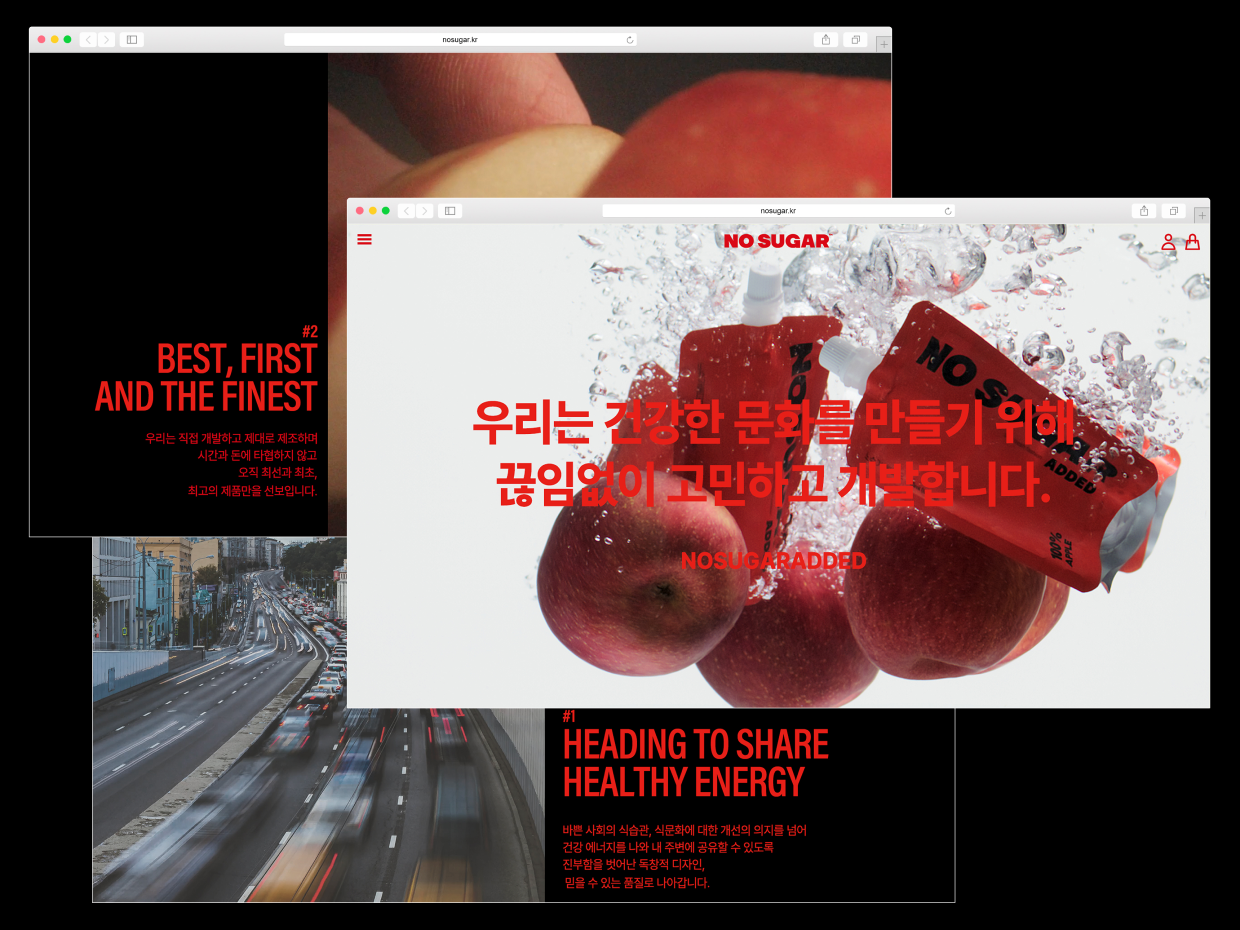 nosugar.kr
#2
BEST, FIRST
AND THE FINEST
우리는 직접 개발하고 제대로 제조하며
시간과 돈에 타협하지 않고
오직 최선과 최초,
최고의 제품만을 선보입니다.
nosugar.kr
NO SUGAR
NO SUGAR
ADDED
100%
APPLE
우리는 건강한 문화를 만들기 위해
끊임없이 고민하고 개발합니다.
NOSUGARADDED
#1
HEADING TO SHARE
HEALTHY ENERGY
바쁜 사회의 식습관, 식문화에 대한 개선의 의지를 넘어
건강 에너지를 나와 내 주변에 공유할 수 있도록
진부함을 벗어난 독창적 디자인,
믿을 수 있는 품질로 나아갑니다.